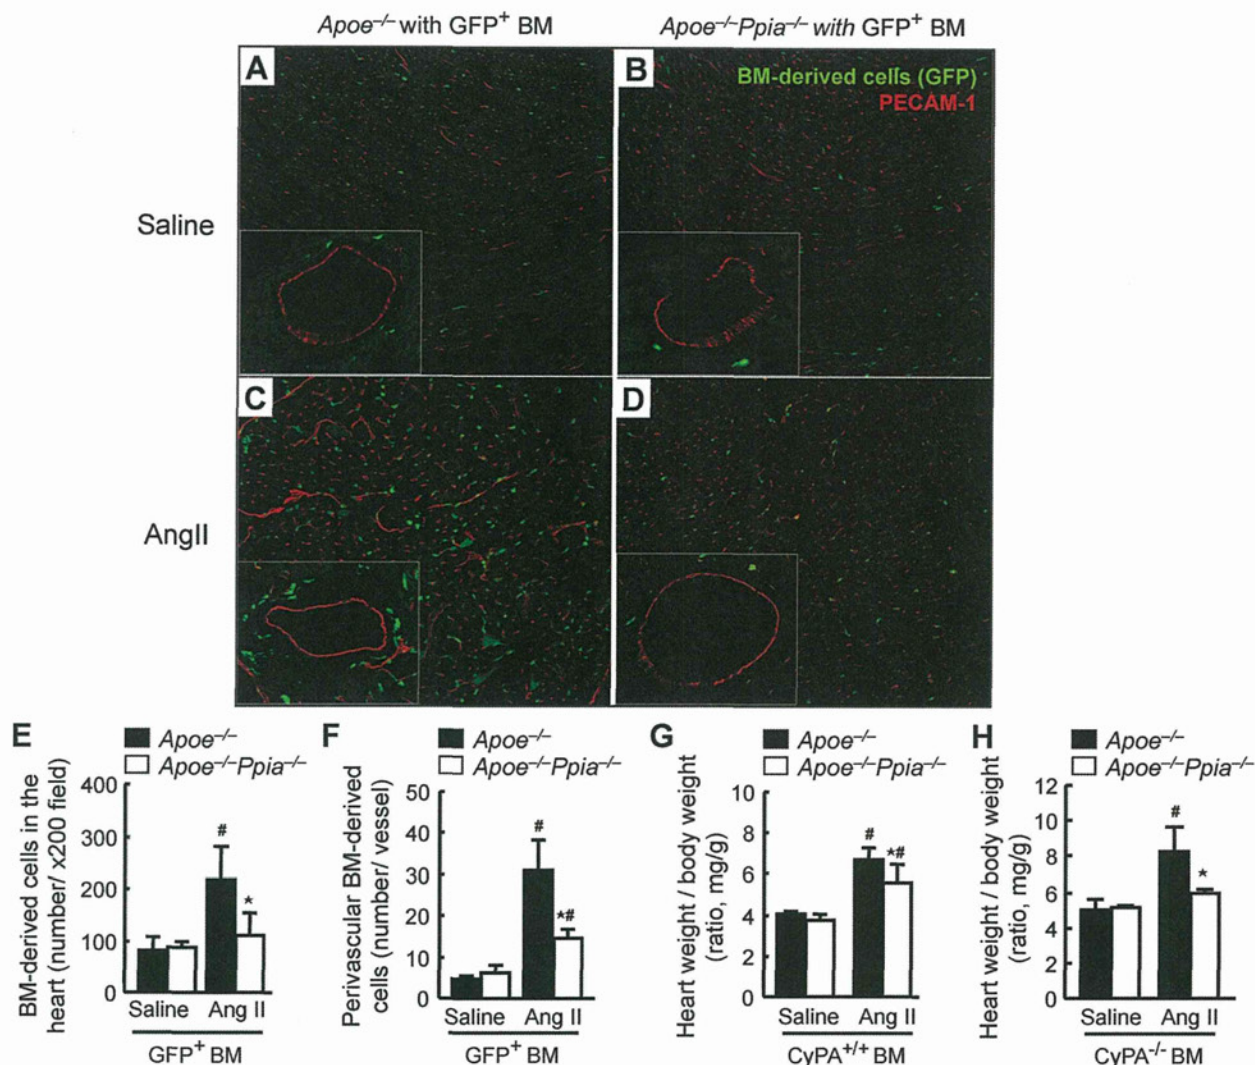 Apoe–/– with GFP+ BM
Apoe–/–Ppia–/– with GFP+ BM
A
B
BM-derived cells (GFP)
PECAM-1
Saline
C
D
AngII
E
Apoe–/–
Apoe–/–Ppia–/–
BM-derived cells in the
heart (number/ x200 field)
400
300
200
100
0
#
*
Saline
Ang II
GFP+ BM
F
Apoe–/–
Apoe–/–Ppia–/–
Perivascular BM-derived
cells (number/ vessel)
50
40
30
20
10
0
#
*#
Saline
Ang II
GFP+ BM
G
Apoe–/–
Apoe–/–Ppia–/–
Heart weight / body weight
(ratio, mg/g)
10
8
6
4
2
0
#
*#
Saline
Ang II
CyPA+/+ BM
H
Apoe–/–
Apoe–/–Ppia–/–
Heart weight / body weight
(ratio, mg/g)
12
10
8
6
4
2
0
#
*
Saline
Ang II
CyPA-/- BM